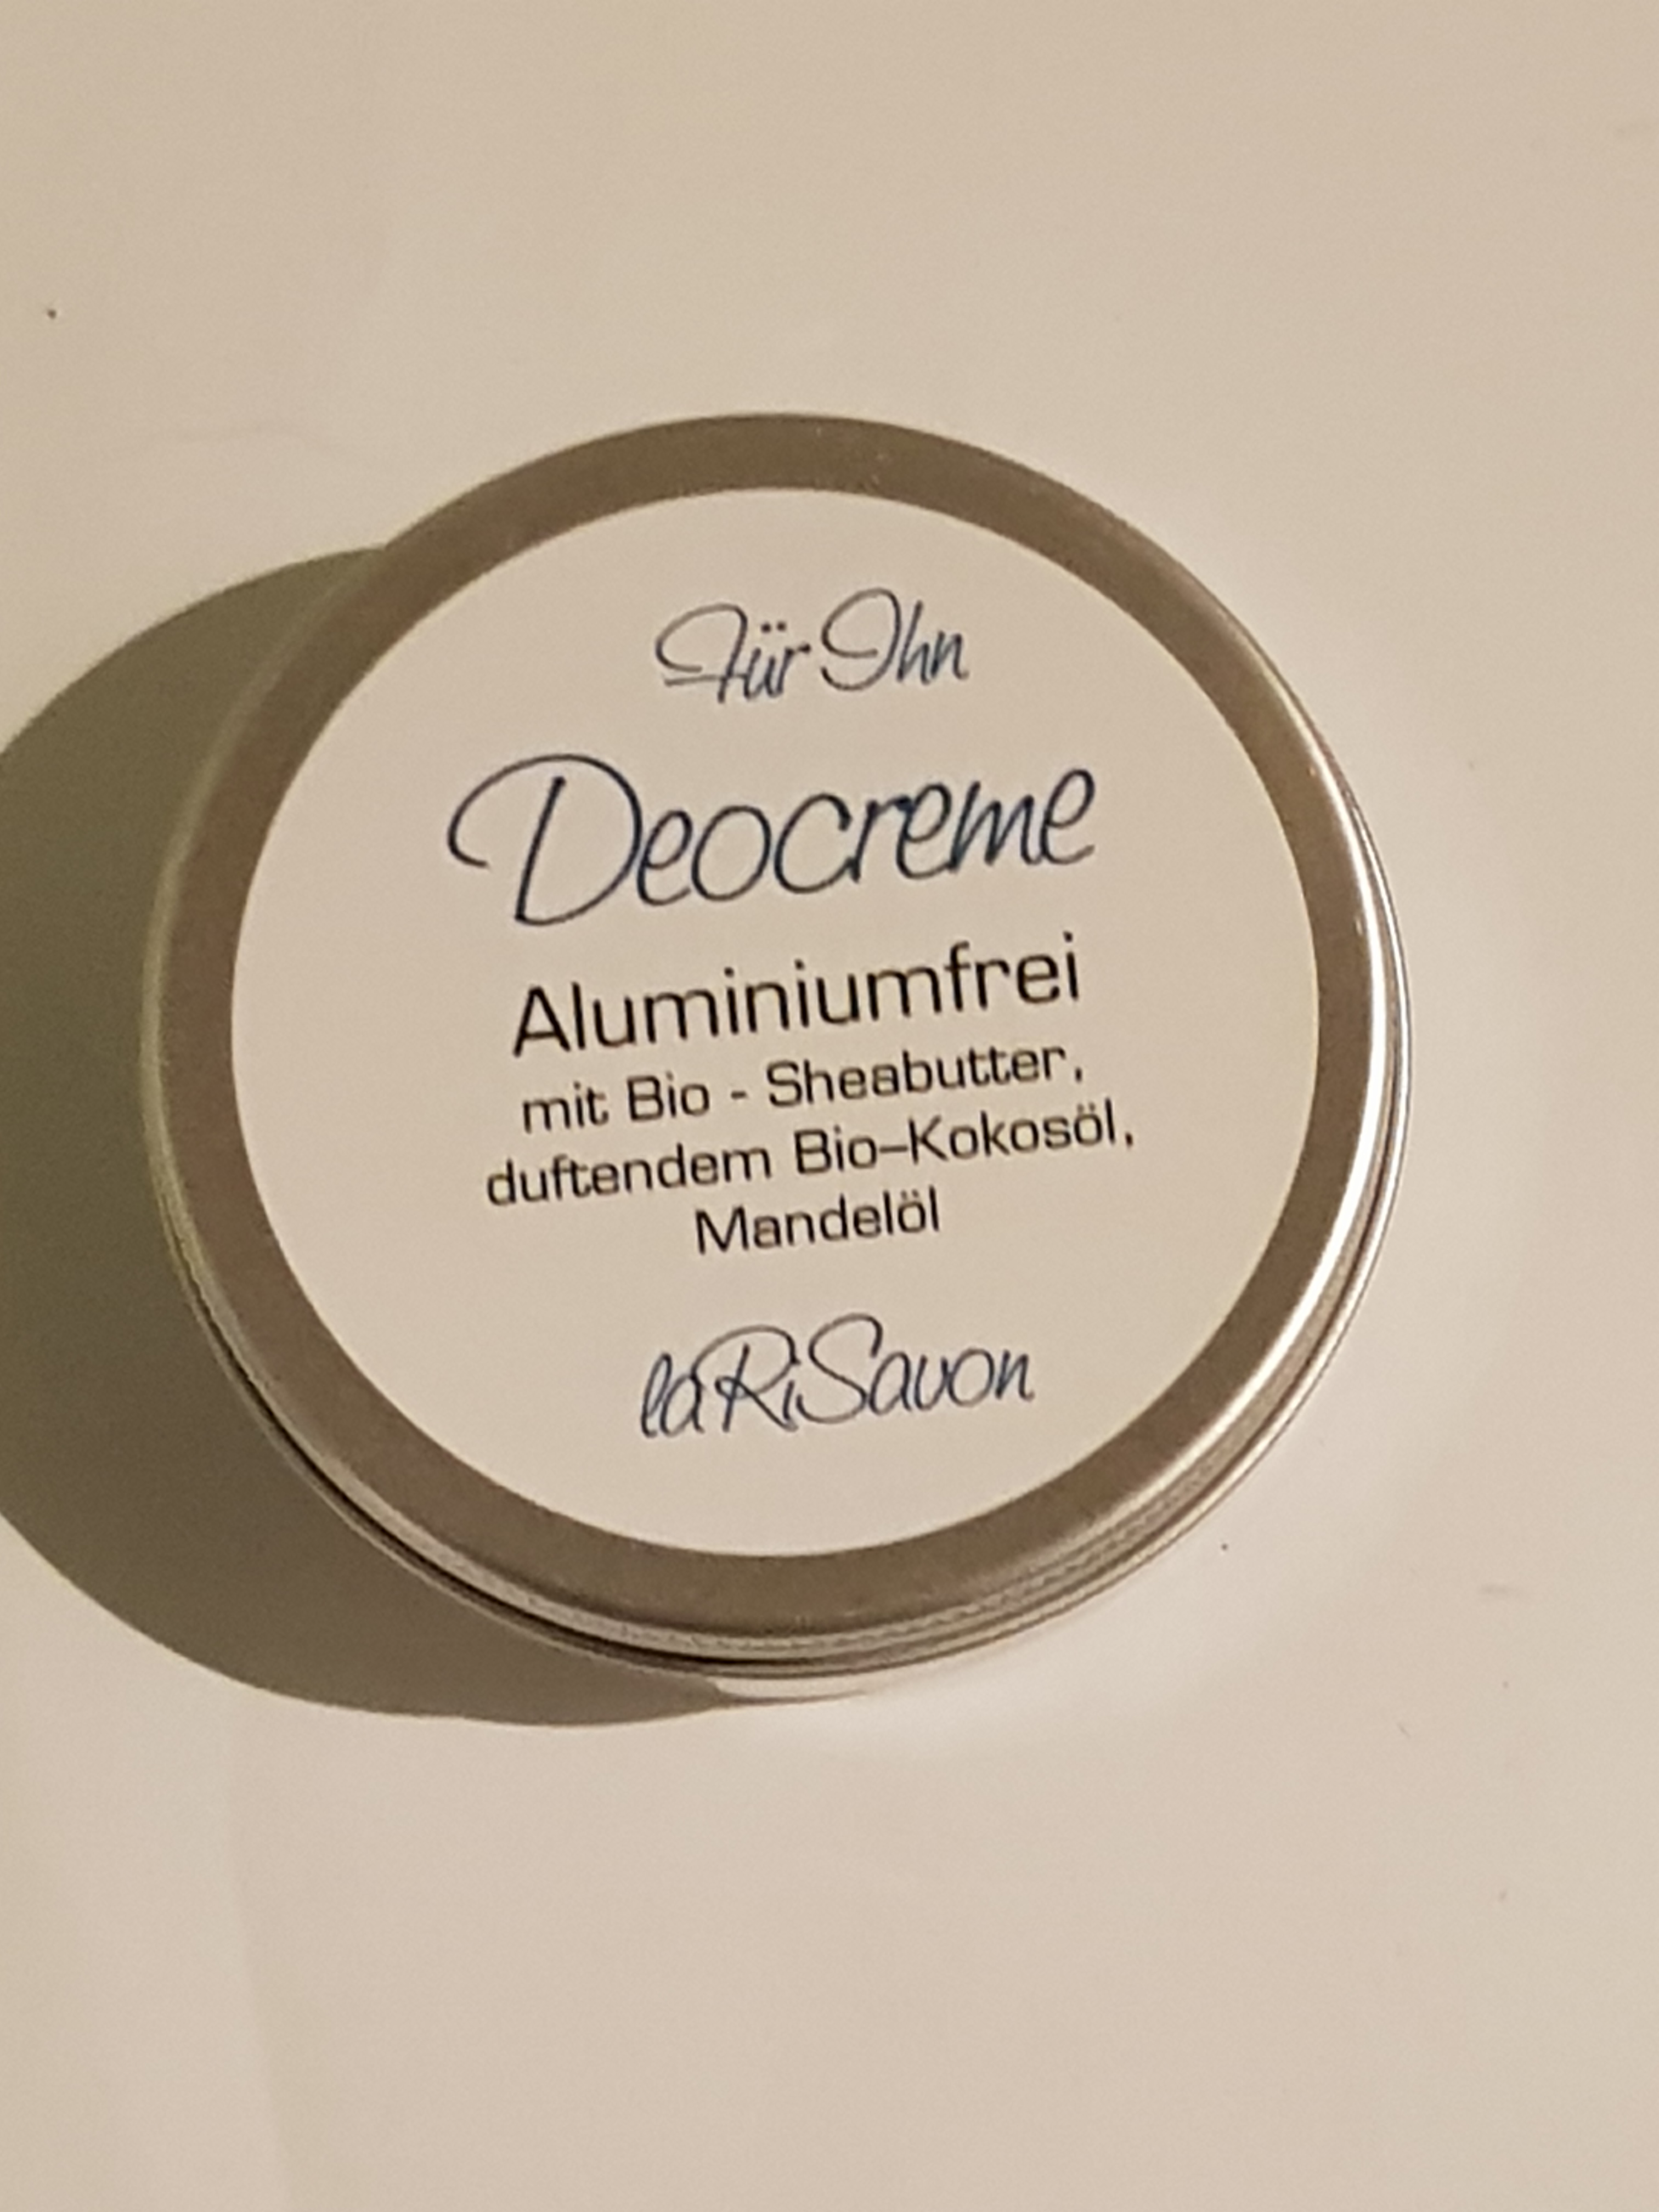 Für Ihn
Deocreme
Aluminiumfrei
mit Bio - Sheabutter,
duftendem Bio–Kokosöl,
Mandelöl
laRiSavon